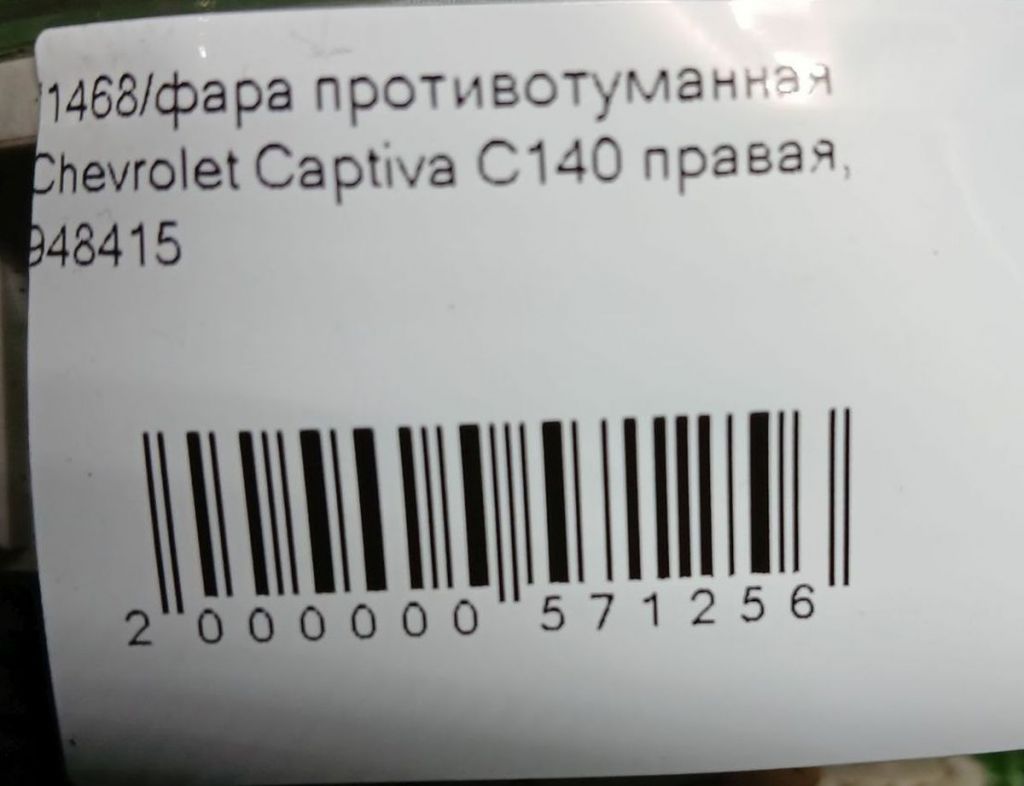 1468/фара противотуманная
Chevrolet Captiva C140 правая,
948415
2 000000 571256